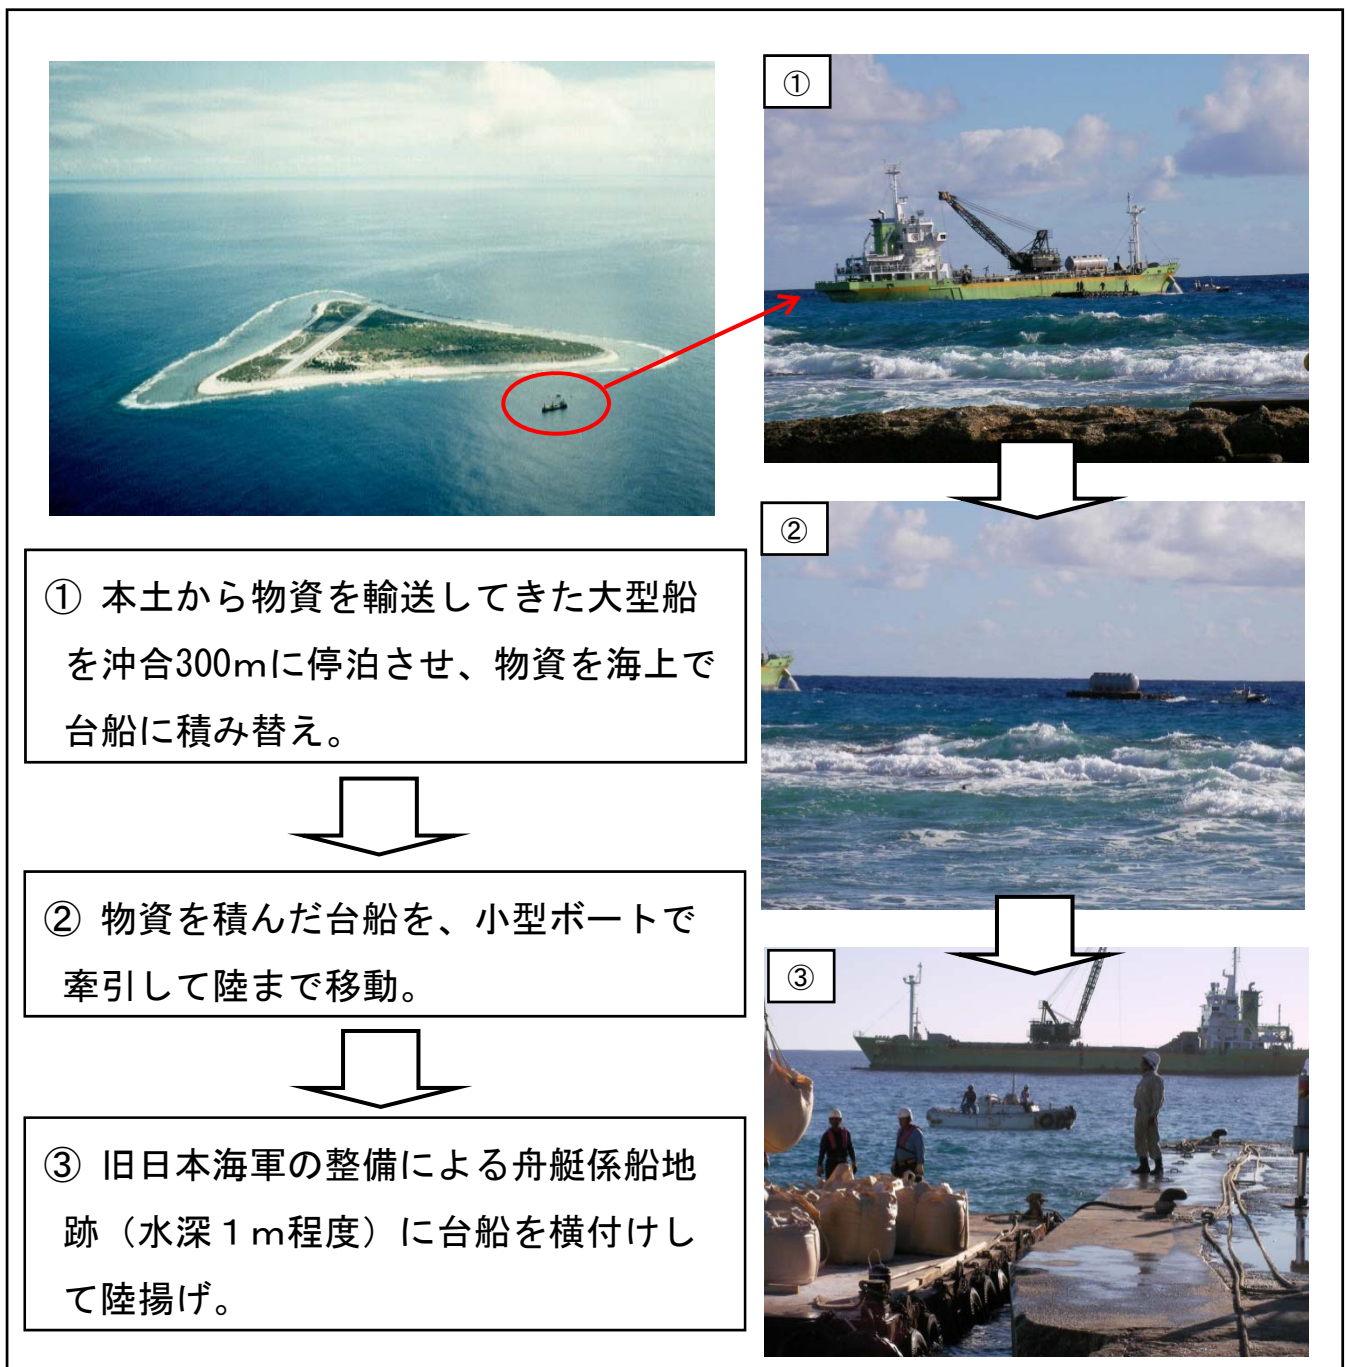 ①
① 本土から物資を輸送してきた大型船
を沖合300ｍに停泊させ、物資を海上で
台船に積み替え。
②
② 物資を積んだ台船を、小型ボートで
牽引して陸まで移動。
③
③ 旧日本海軍の整備による舟艇係船地
跡（水深１ｍ程度）に台船を横付けし
て陸揚げ。